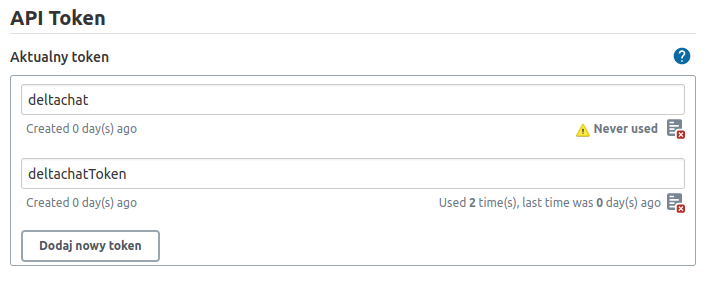 API Token
Aktualny token
deltachat
Created 0 day(s) ago
Never used
deltachatToken
Created 0 day(s) ago
Used 2 time(s), last time was 0 day(s) ago
Dodaj nowy token